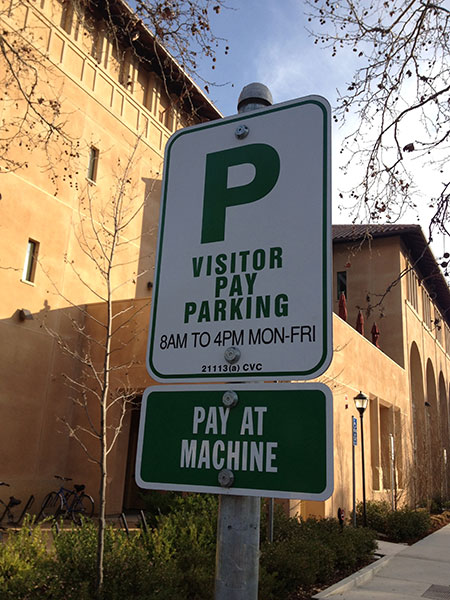 P
VISITOR
PAY
PARKING
8AM TO 4PM MON-FRI
21113(a) CVC
PAY AT
MACHINE